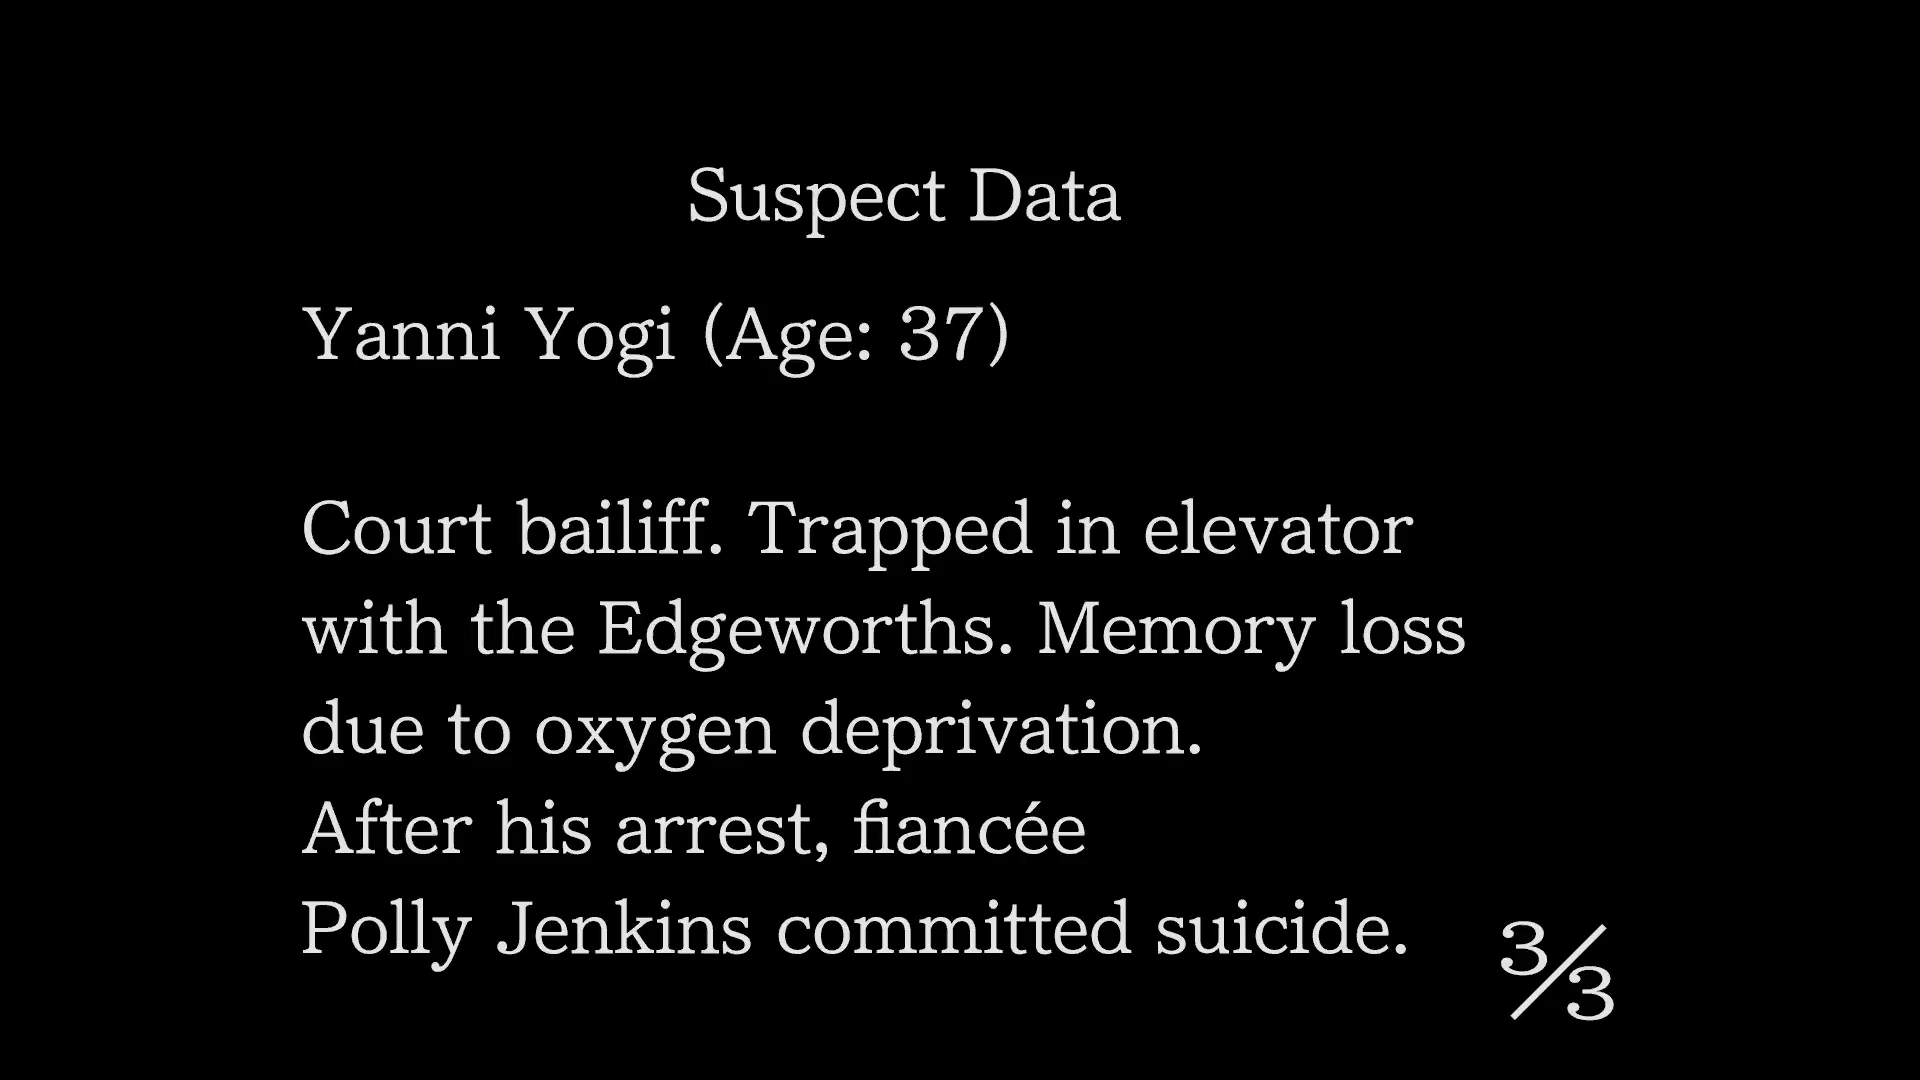 Suspect Data
Yanni Yogi (Age: 37)
Court bailiff. Trapped in elevator
with the Edgeworths. Memory loss
due to oxygen deprivation.
After his arrest, fiancée
Polly Jenkins committed suicide.
3/3